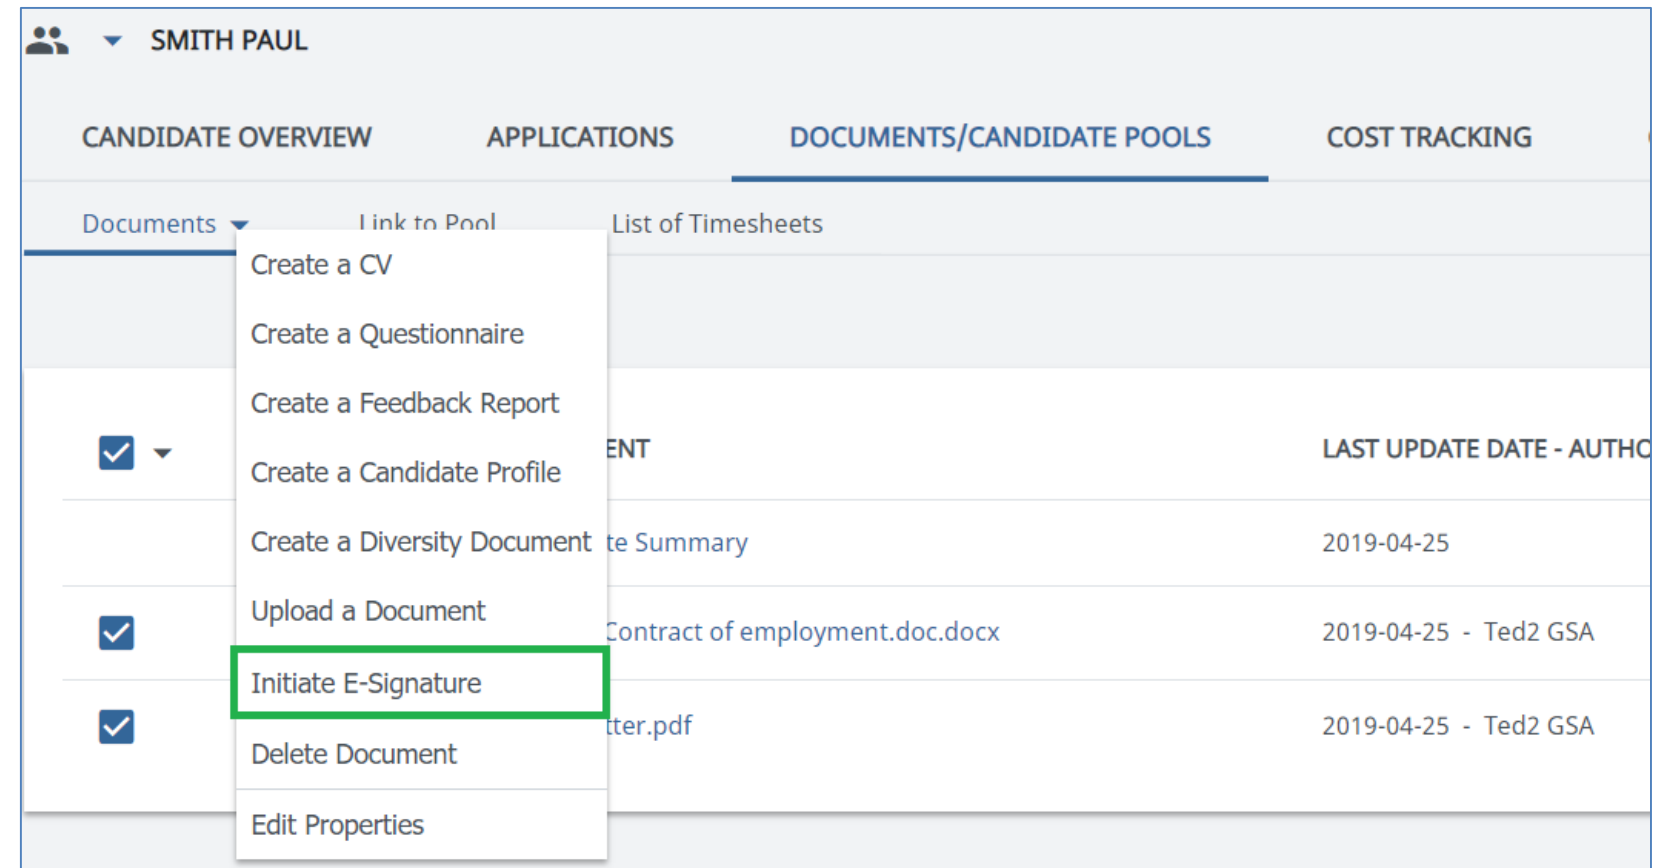 SMITH PAUL
CANDIDATE OVERVIEW APPLICATIONS DOCUMENTS/CANDIDATE POOLS COST TRACKING
Documents Link to Pool List of Timesheets
Create a CV
Create a Questionnaire
Create a Feedback Report
ENT LAST UPDATE DATE - AUTHO
Create a Candidate Profile
Create a Diversity Document te Summary 2019-04-25
Upload a Document
Contract of employment.doc.docx 2019-04-25 - Ted2 GSA
Initiate E-Signature
tter.pdf 2019-04-25 - Ted2 GSA
Delete Document
Edit Properties